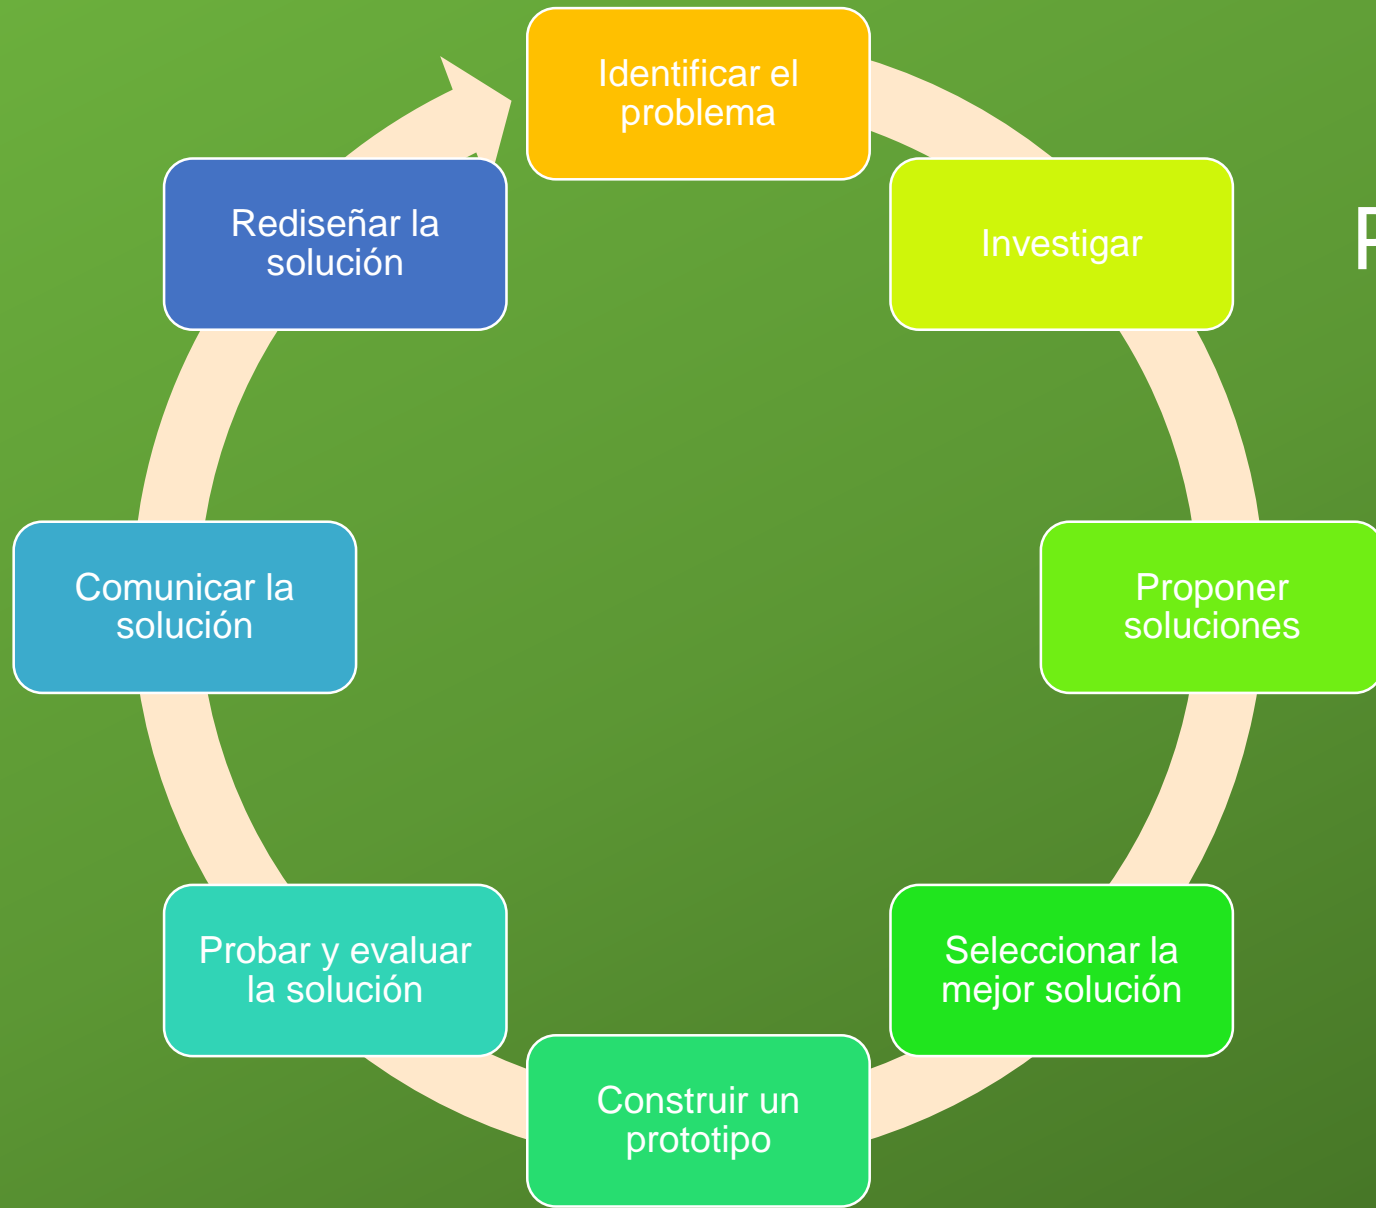 Identificar el
problema
Investigar
Proponer
soluciones
Seleccionar la
mejor solución
Construir un
prototipo
Probar y evaluar
la solución
Comunicar la
solución
Rediseñar la
solución